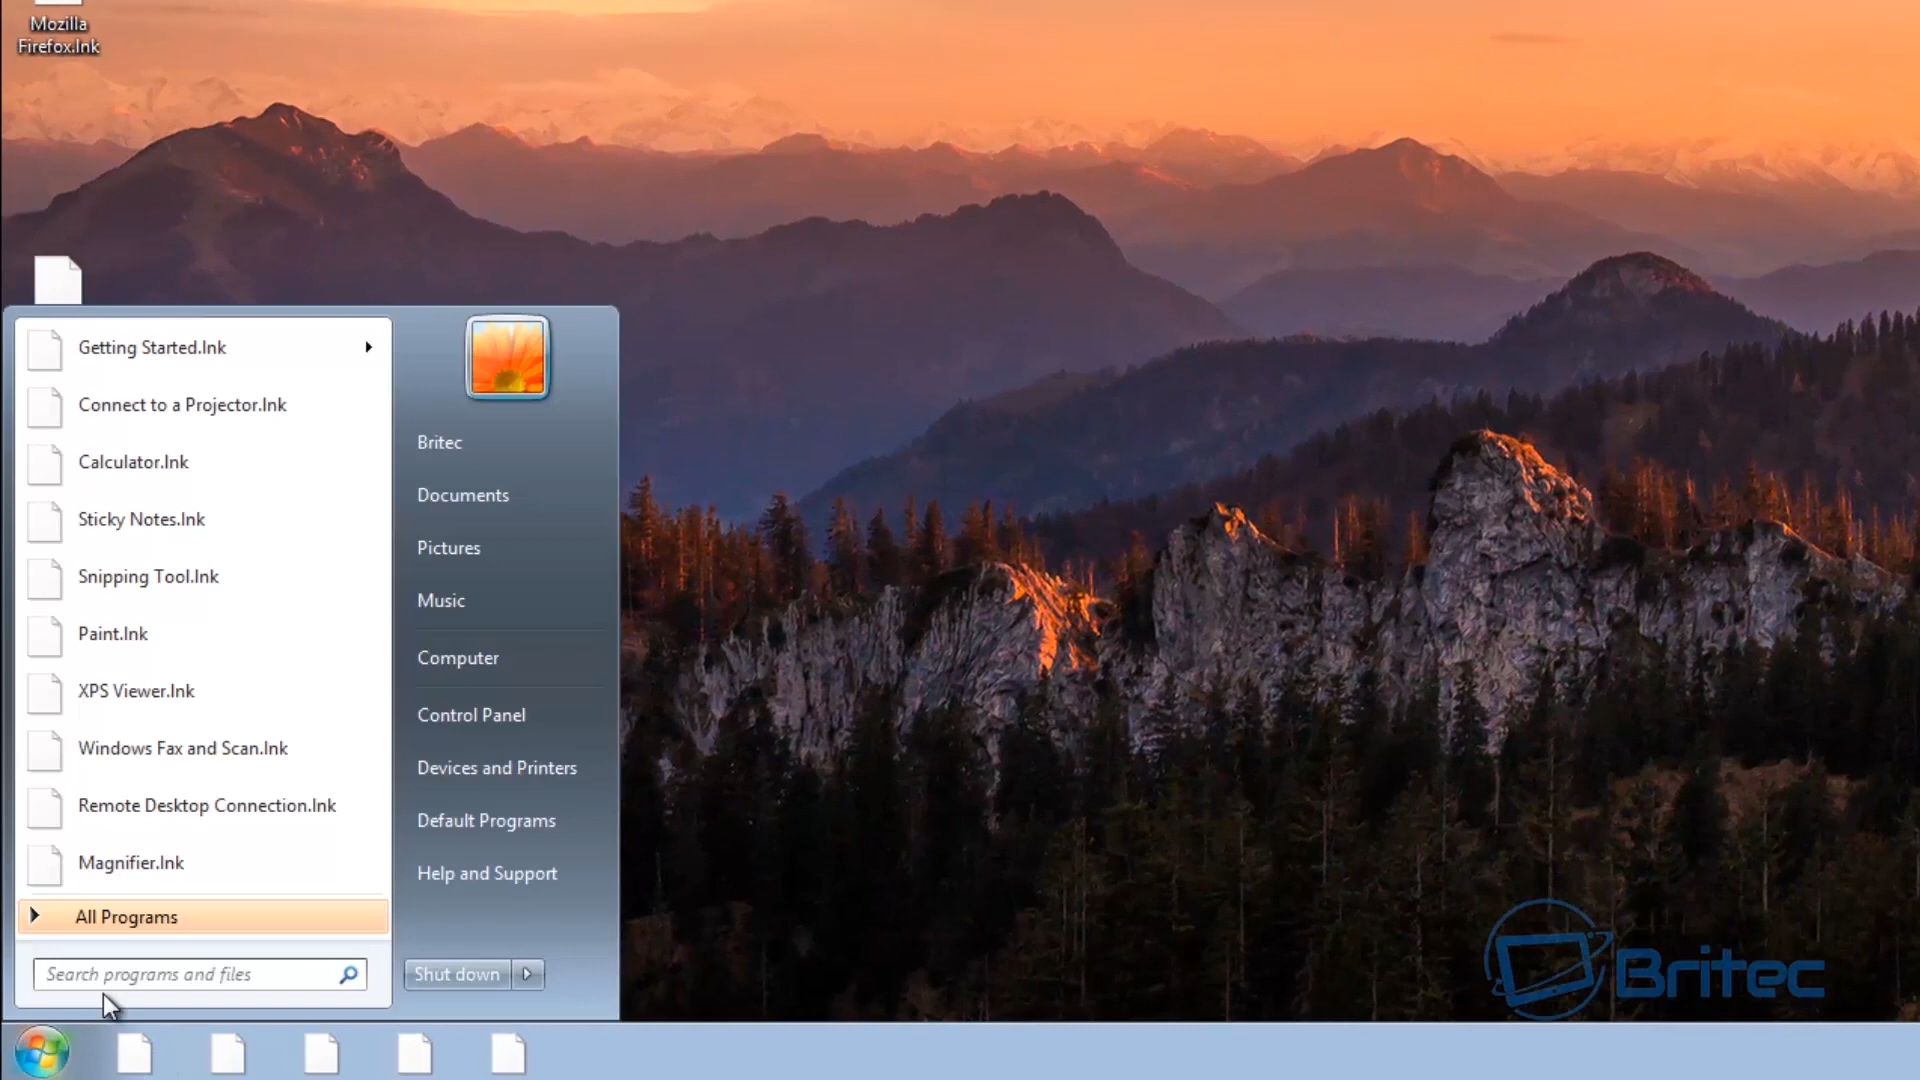 Mozilla
Firefox.lnk
Getting Started.lnk
Connect to a Projector.lnk
Calculator.lnk
Sticky Notes.lnk
Snipping Tool.lnk
Paint.lnk
XPS Viewer.lnk
Windows Fax and Scan.lnk
Remote Desktop Connection.lnk
Magnifier.lnk
All Programs
Search programs and files
Britec
Documents
Pictures
Music
Computer
Control Panel
Devices and Printers
Default Programs
Help and Support
Shut down
Britec